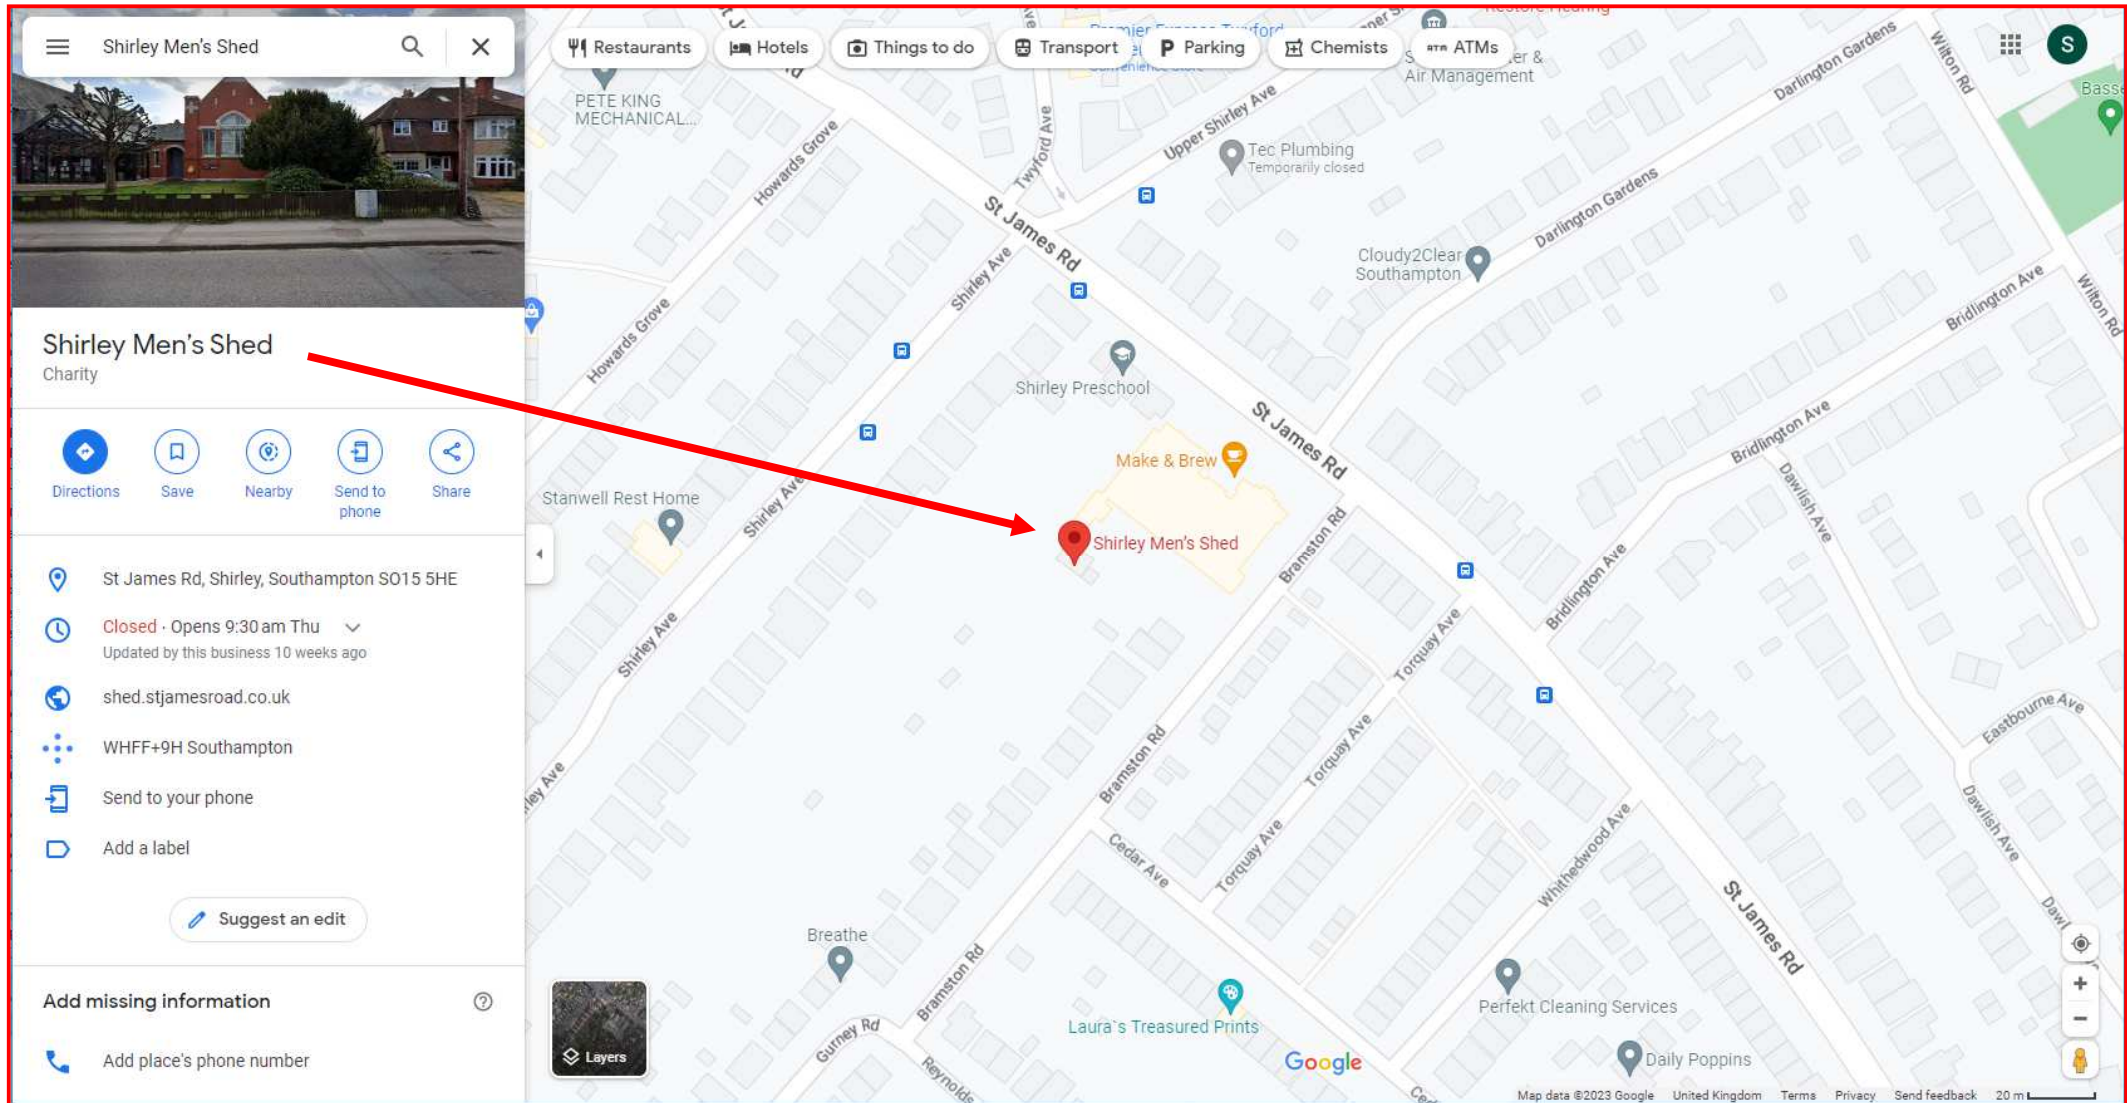 Shirley Men's Shed
Restaurants
Hotels
Things to do
Transport
Parking
Chemists
ATMs
S
Shirley Men's Shed
Charity
Directions
Save
Nearby
Send to
phone
Share
St James Rd, Shirley, Southampton SO15 5HE
Closed · Opens 9:30 am Thu
Updated by this business 10 weeks ago
shed.stjamesroad.co.uk
WHFF+9H Southampton
Send to your phone
Add a label
Suggest an edit
Add missing information
Add place's phone number
PETE KING
MECHANICAL...
Air Management
Tec Plumbing
Temporarily closed
Cloudy2Clear
Southampton
Shirley Preschool
Make & Brew
Stanwell Rest Home
Shirley Men's Shed
Breathe
Laura's Treasured Prints
Perfekt Cleaning Services
Daily Poppins
Howards Grove
Howards Grove
Twyford Ave
Upper Shirley Ave
St James Rd
Shirley Ave
Shirley Ave
Shirley Ave
St James Rd
Darlington Gardens
Darlington Gardens
Wilton Rd
Wilton Rd
Bridlington Ave
Bridlington Ave
Bridlington Ave
Dawlish Ave
Dawlish Ave
Eastbourne Ave
Bramston Rd
Bramston Rd
Bramston Rd
Torquay Ave
Torquay Ave
Torquay Ave
Cedar Ave
Whithedwood Ave
St James Rd
Gurney Rd
Reynolds
Layers
Google
Map data ©2023 Google
United Kingdom
Terms
Privacy
Send feedback
20 m